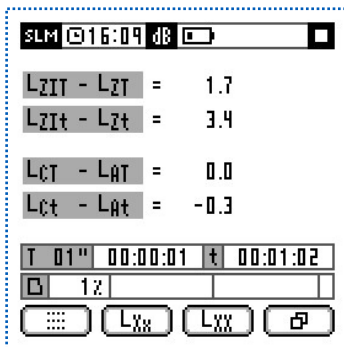 SLM 16:09 dB
LZIT - LZT = 1.7
LZIt - LZt = 3.4
LCT - LAT = 0.0
LCt - LAt = -0.3
T 01" 00:00:01 t 00:01:02
1%
LXx LXX